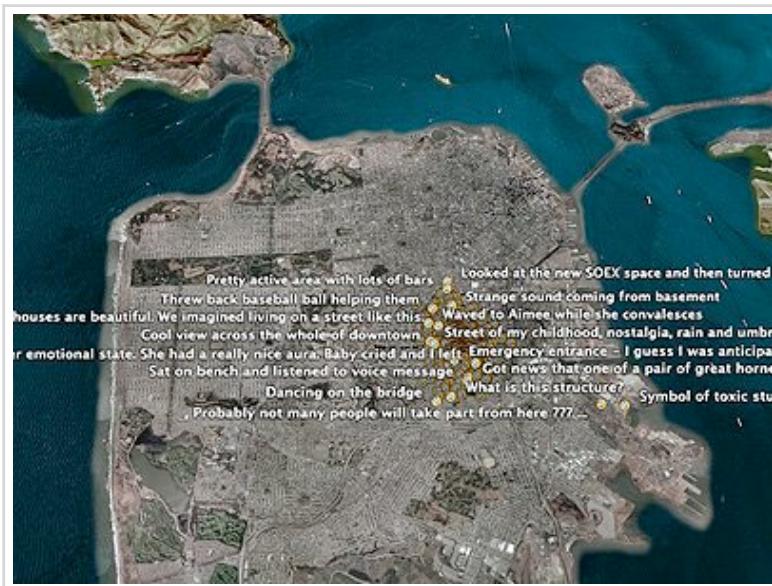 Pretty active area with lots of bars
Looked at the new SOEX space and then turned
Threw back baseball ball helping them
Strange sound coming from basement
houses are beautiful. We imagined living on a street like this.
Waved to Aimee while she convalesces
Cool view across the whole of downtown
Street of my childhood, nostalgia, rain and umbr
r emotional state. She had a really nice aura. Baby cried and I left
Emergency entrance - I guess I was anticipa
Sat on bench and listened to voice message
Got news that one of a pair of great horne
Dancing on the bridge
What is this structure?
Symbol of toxic stu
Probably not many people will take part from here ???...